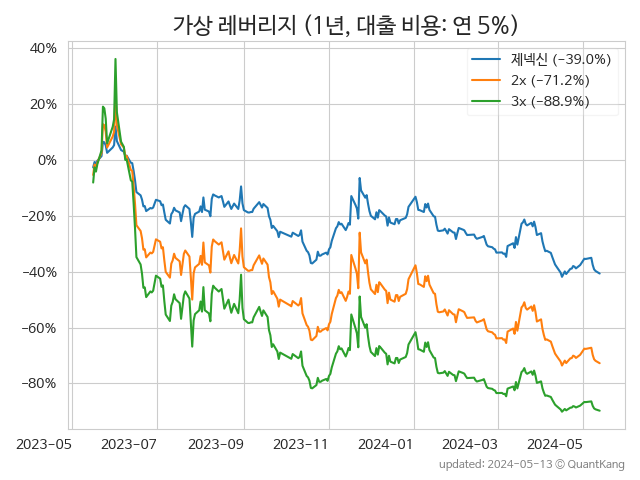 가상 레버리지 (1년, 대출 비용: 연 5%)
40%
20%
0%
−20%
−40%
−60%
−80%
제넥신 (−39.0%)
2x (−71.2%)
3x (−88.9%)
2023-05 2023-07 2023-09 2023-11 2024-01 2024-03 2024-05
updated: 2024-05-13 ⓒ QuantKang